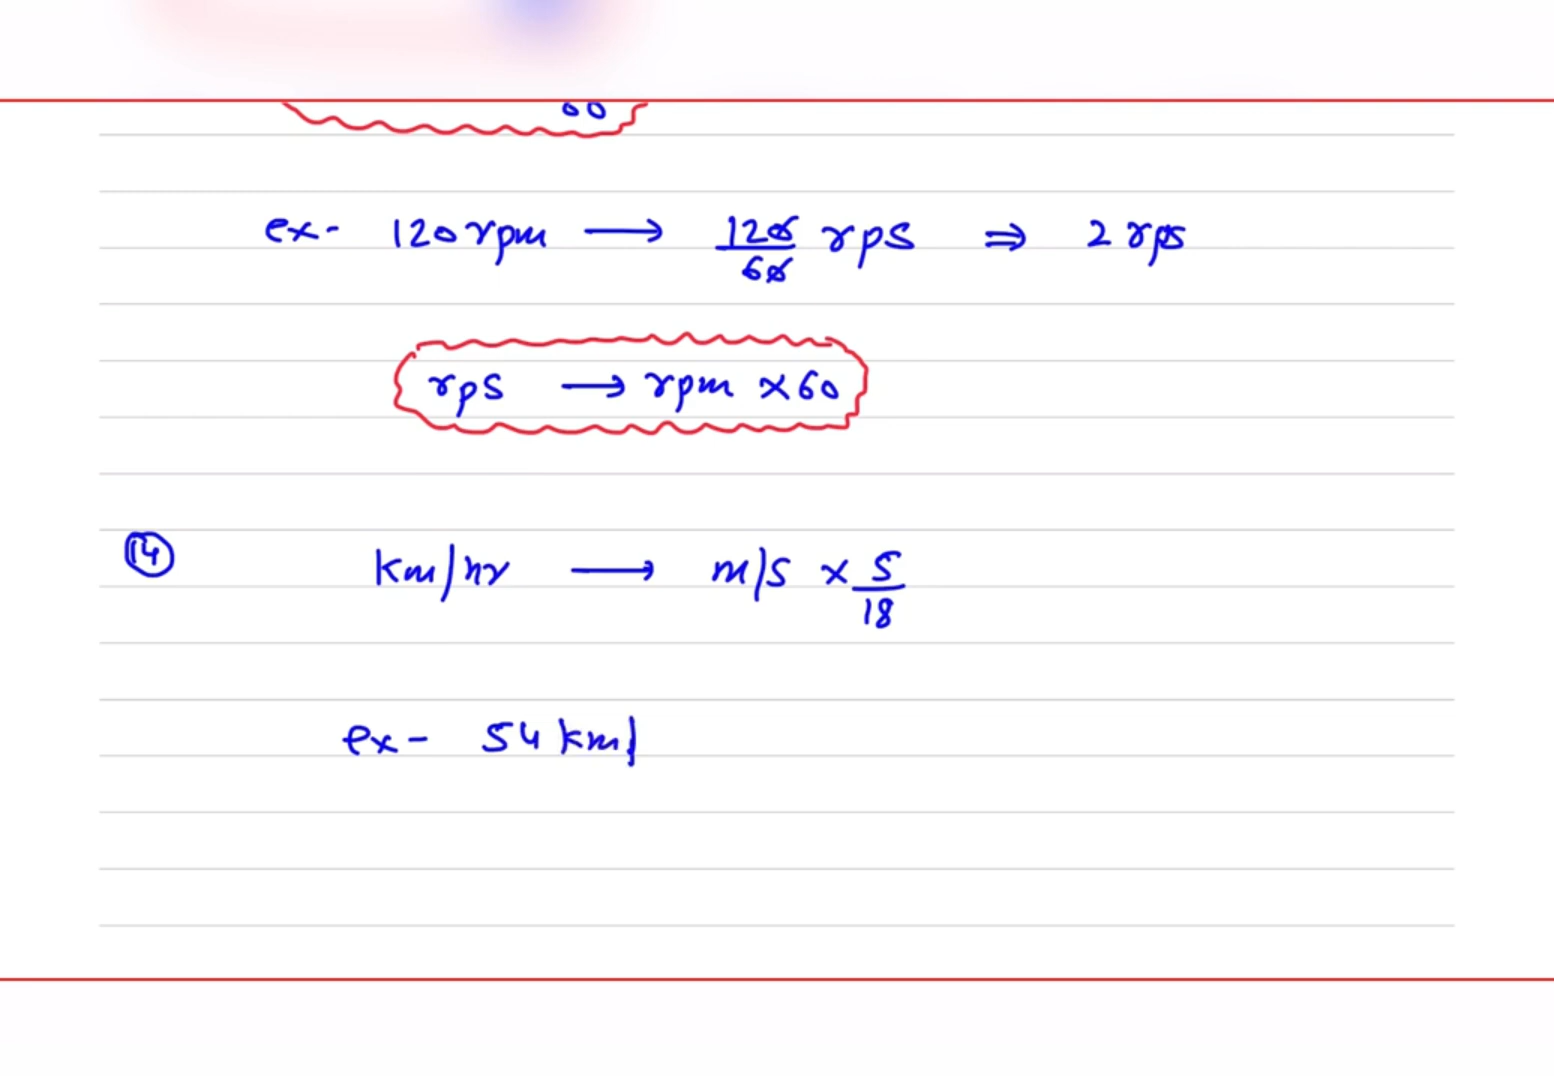 60
ex- 120 rpm → 120/60 rps ⇒ 2 rps
rps → rpm ×60
14 km/hr → m/s × 5/18
ex- 54 km/